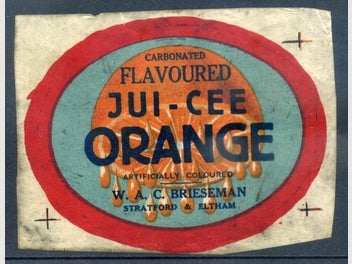 CARBONATED
FLAVOURED
JUI-CEE
ORANGE
ARTIFICIALLY COLOURED
W. A. C. BRIESEMAN
STRATFORD & ELTHAM